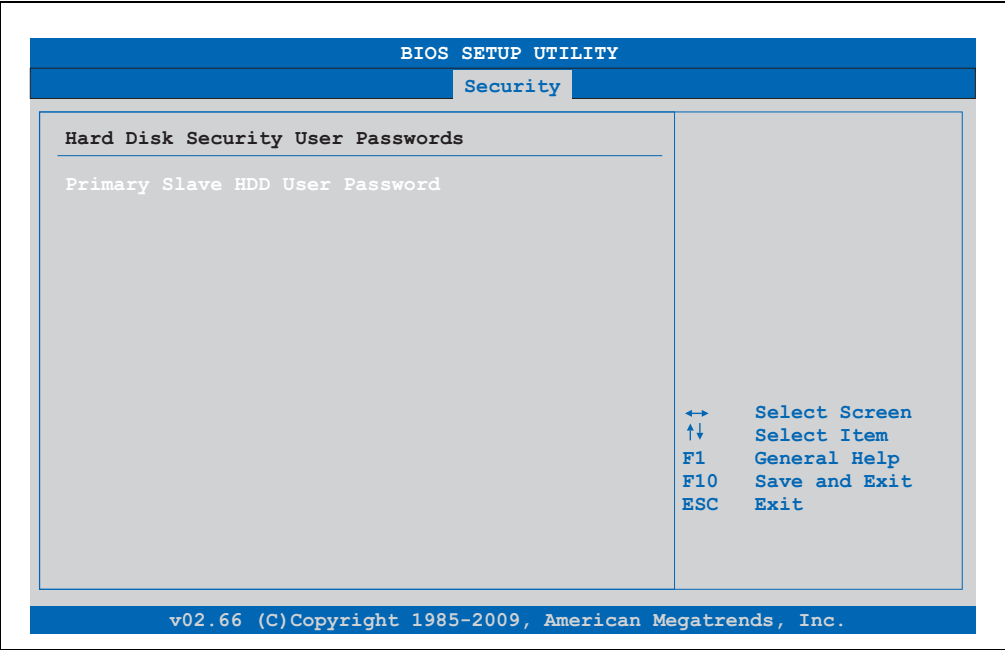 BIOS SETUP UTILITY
Security
Hard Disk Security User Passwords
Primary Slave HDD User Password
↔ Select Screen
↑↓ Select Item
F1 General Help
F10 Save and Exit
ESC Exit
v02.66 (C)Copyright 1985-2009, American Megatrends, Inc.